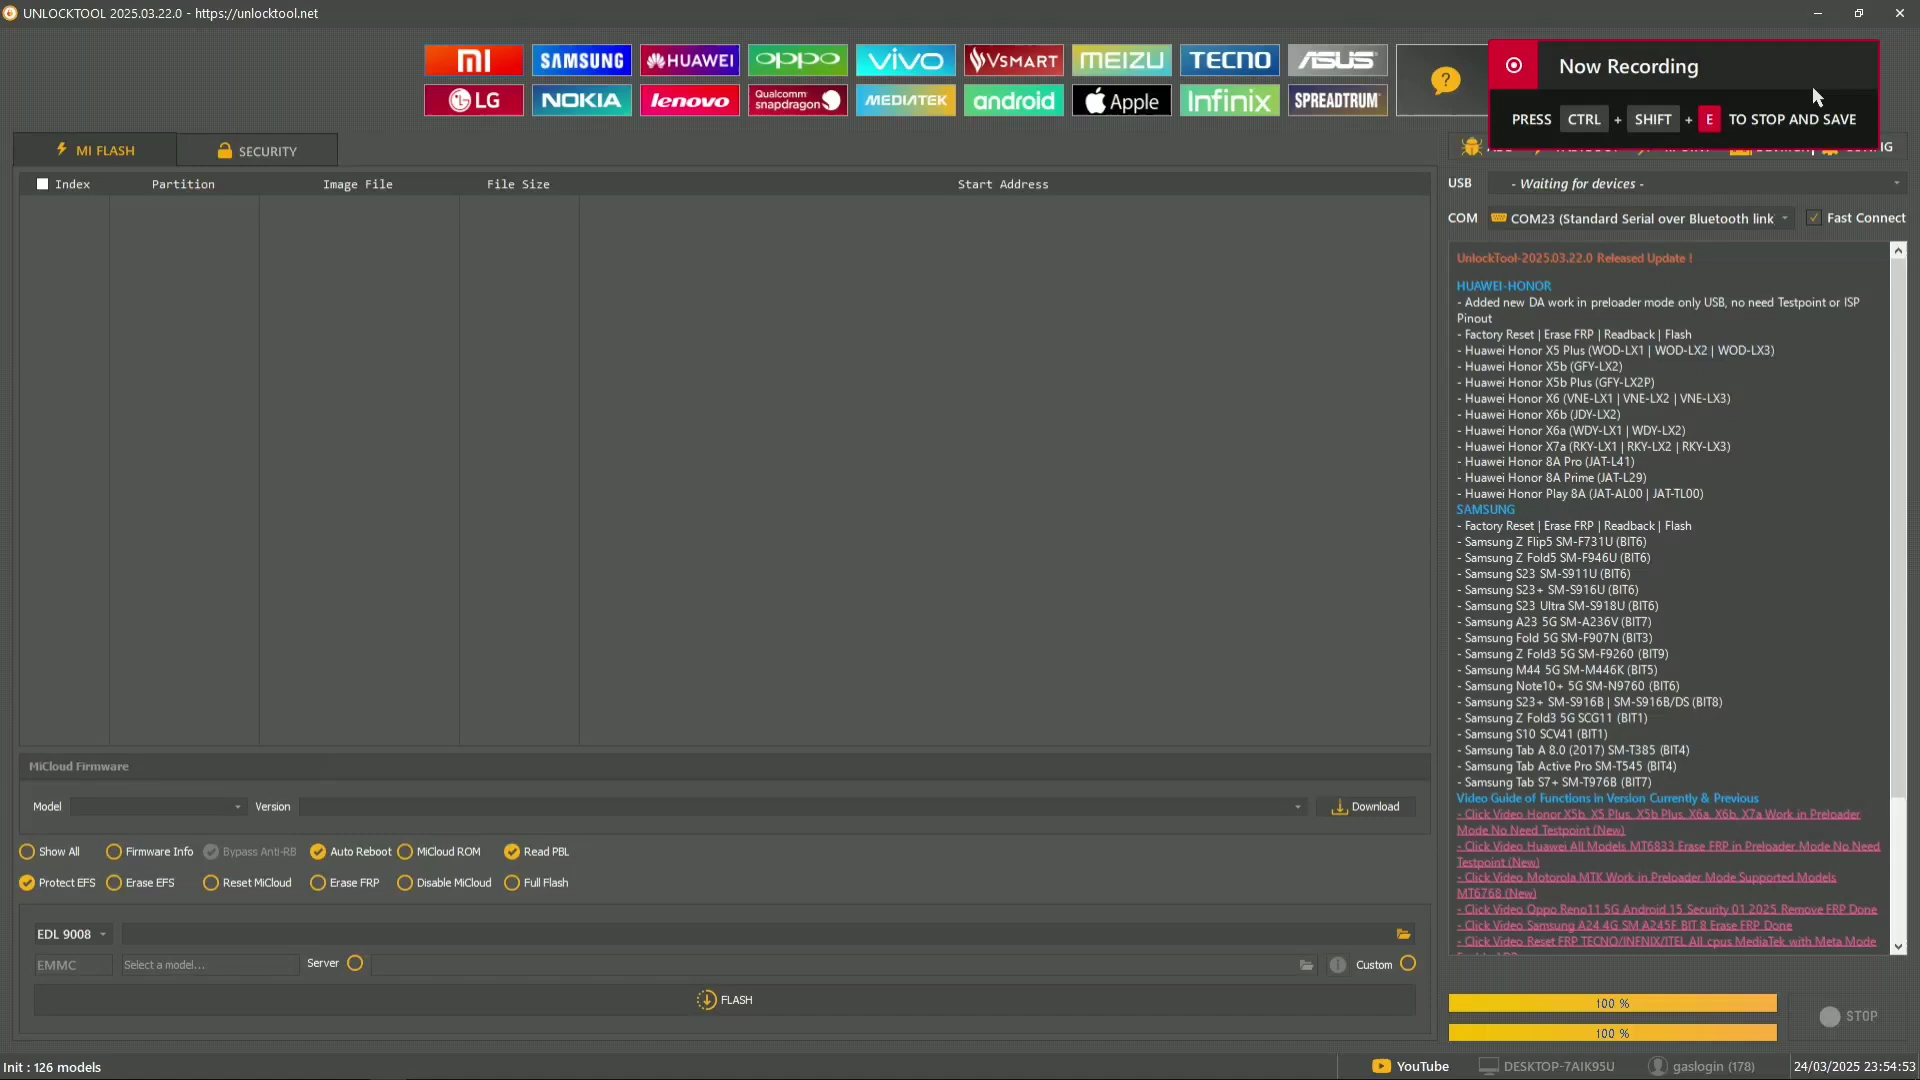 UNLOCKTOOL 2025.03.22.0 - https://unlocktool.net
MI
SAMSUNG
HUAWEI
oppo
vivo
VSMART
MEIZU
TECNO
ASUS
LG
NOKIA
lenovo
Qualcomm snapdragon
MEDIATEK
android
Apple
Infinix
SPREADTRUM
?
Now Recording
PRESS CTRL + SHIFT + E TO STOP AND SAVE
MI FLASH
SECURITY
Index Partition Image File File Size Start Address
USB - Waiting for devices -
COM COM23 (Standard Serial over Bluetooth link Fast Connect
UnlockTool-2025.03.22.0 Released Update !
HUAWEI-HONOR
- Added new DA work in preloader mode only USB, no need Testpoint or ISP
Pinout
- Factory Reset | Erase FRP | Readback | Flash
- Huawei Honor X5 Plus (WOD-LX1 | WOD-LX2 | WOD-LX3)
- Huawei Honor X5b (GFY-LX2)
- Huawei Honor X5b Plus (GFY-LX2P)
- Huawei Honor X6 (VNE-LX1 | VNE-LX2 | VNE-LX3)
- Huawei Honor X6b (JDY-LX2)
- Huawei Honor X6a (WDY-LX1 | WDY-LX2)
- Huawei Honor X7a (RKY-LX1 | RKY-LX2 | RKY-LX3)
- Huawei Honor 8A Pro (JAT-L41)
- Huawei Honor 8A Prime (JAT-L29)
- Huawei Honor Play 8A (JAT-AL00 | JAT-TL00)
SAMSUNG
- Factory Reset | Erase FRP | Readback | Flash
- Samsung Z Flip5 SM-F731U (BIT6)
- Samsung Z Fold5 SM-F946U (BIT6)
- Samsung S23 SM-S911U (BIT6)
- Samsung S23+ SM-S916U (BIT6)
- Samsung S23 Ultra SM-S918U (BIT6)
- Samsung A23 5G SM-A236V (BIT7)
- Samsung Fold 5G SM-F907N (BIT3)
- Samsung Z Fold3 5G SM-F9260 (BIT9)
- Samsung M44 5G SM-M446K (BIT5)
- Samsung Note10+ 5G SM-N9760 (BIT6)
- Samsung S23+ SM-S916B | SM-S916B/DS (BIT8)
- Samsung Z Fold3 5G SCG11 (BIT1)
- Samsung S10 SCV41 (BIT1)
- Samsung Tab A 8.0 (2017) SM-T385 (BIT4)
- Samsung Tab Active Pro SM-T545 (BIT4)
- Samsung Tab S7+ SM-T976B (BIT7)
Video Guide of Functions in Version Currently & Previous
- Click Video Honor X5b, X5 Plus, X5b Plus, X6a, X6b, X7a Work in Preloader
Mode No Need Testpoint (New)
- Click Video Huawei All Models MT6833 Erase FRP in Preloader Mode No Need
Testpoint (New)
- Click Video Motorola MTK Work in Preloader Mode Supported Models
MT6768 (New)
- Click Video Oppo Reno11 5G Android 15 Security 01 2025 Remove FRP Done
- Click Video Samsung A24 4G SM A245F BIT 8 Erase FRP Done
- Click Video Reset FRP TECNO/INFNIX/ITEL All cpus MediaTek with Meta Mode
MiCloud Firmware
Model Version Download
Show All Firmware Info Bypass Anti-RB Auto Reboot MiCloud ROM Read PBL
Protect EFS Erase EFS Reset MiCloud Erase FRP Disable MiCloud Full Flash
EDL 9008
EMMC Select a model... Server Custom
FLASH
100 %
100 %
STOP
Init : 126 models
YouTube
DESKTOP-7AIK95U
gaslogin (178)
24/03/2025 23:54:53